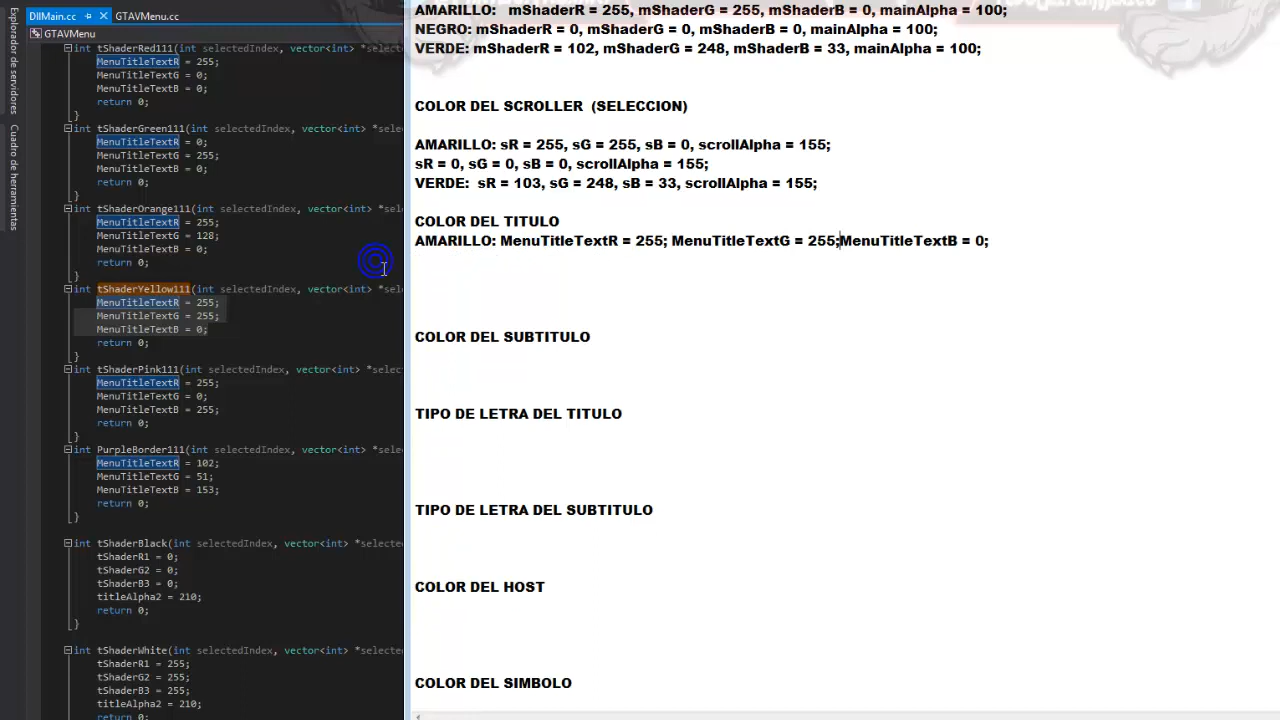 DllMain.cc
GTAVMenu.cc
GTAVMenu
Explorador de servidores
Cuadro de herramientas
int tShaderRed111(int selectedIndex, vector<int> *selec
MenuTitleTextR = 255;
MenuTitleTextG = 0;
MenuTitleTextB = 0;
return 0;
}
int tShaderGreen111(int selectedIndex, vector<int> *se
MenuTitleTextR = 0;
MenuTitleTextG = 255;
MenuTitleTextB = 0;
return 0;
}
int tShaderOrange111(int selectedIndex, vector<int> *s
MenuTitleTextR = 255;
MenuTitleTextG = 128;
MenuTitleTextB = 0;
return 0;
}
int tShaderYellow111(int selectedIndex, vector<int> *s
MenuTitleTextR = 255;
MenuTitleTextG = 255;
MenuTitleTextB = 0;
return 0;
}
int tShaderPink111(int selectedIndex, vector<int> *sele
MenuTitleTextR = 255;
MenuTitleTextG = 0;
MenuTitleTextB = 255;
return 0;
}
int PurpleBorder111(int selectedIndex, vector<int> *se
MenuTitleTextR = 102;
MenuTitleTextG = 51;
MenuTitleTextB = 153;
return 0;
}
int tShaderBlack(int selectedIndex, vector<int> *selec
tShaderR1 = 0;
tShaderG2 = 0;
tShaderB3 = 0;
titleAlpha2 = 210;
return 0;
}
int tShaderWhite(int selectedIndex, vector<int> *selec
tShaderR1 = 255;
tShaderG2 = 255;
tShaderB3 = 255;
titleAlpha2 = 210;
return 0;
AMARILLO: mShaderR = 255, mShaderG = 255, mShaderB = 0, mainAlpha = 100;
NEGRO: mShaderR = 0, mShaderG = 0, mShaderB = 0, mainAlpha = 100;
VERDE: mShaderR = 102, mShaderG = 248, mShaderB = 33, mainAlpha = 100;
COLOR DEL SCROLLER (SELECCION)
AMARILLO: sR = 255, sG = 255, sB = 0, scrollAlpha = 155;
sR = 0, sG = 0, sB = 0, scrollAlpha = 155;
VERDE: sR = 103, sG = 248, sB = 33, scrollAlpha = 155;
COLOR DEL TITULO
AMARILLO: MenuTitleTextR = 255; MenuTitleTextG = 255;MenuTitleTextB = 0;
COLOR DEL SUBTITULO
TIPO DE LETRA DEL TITULO
TIPO DE LETRA DEL SUBTITULO
COLOR DEL HOST
COLOR DEL SIMBOLO